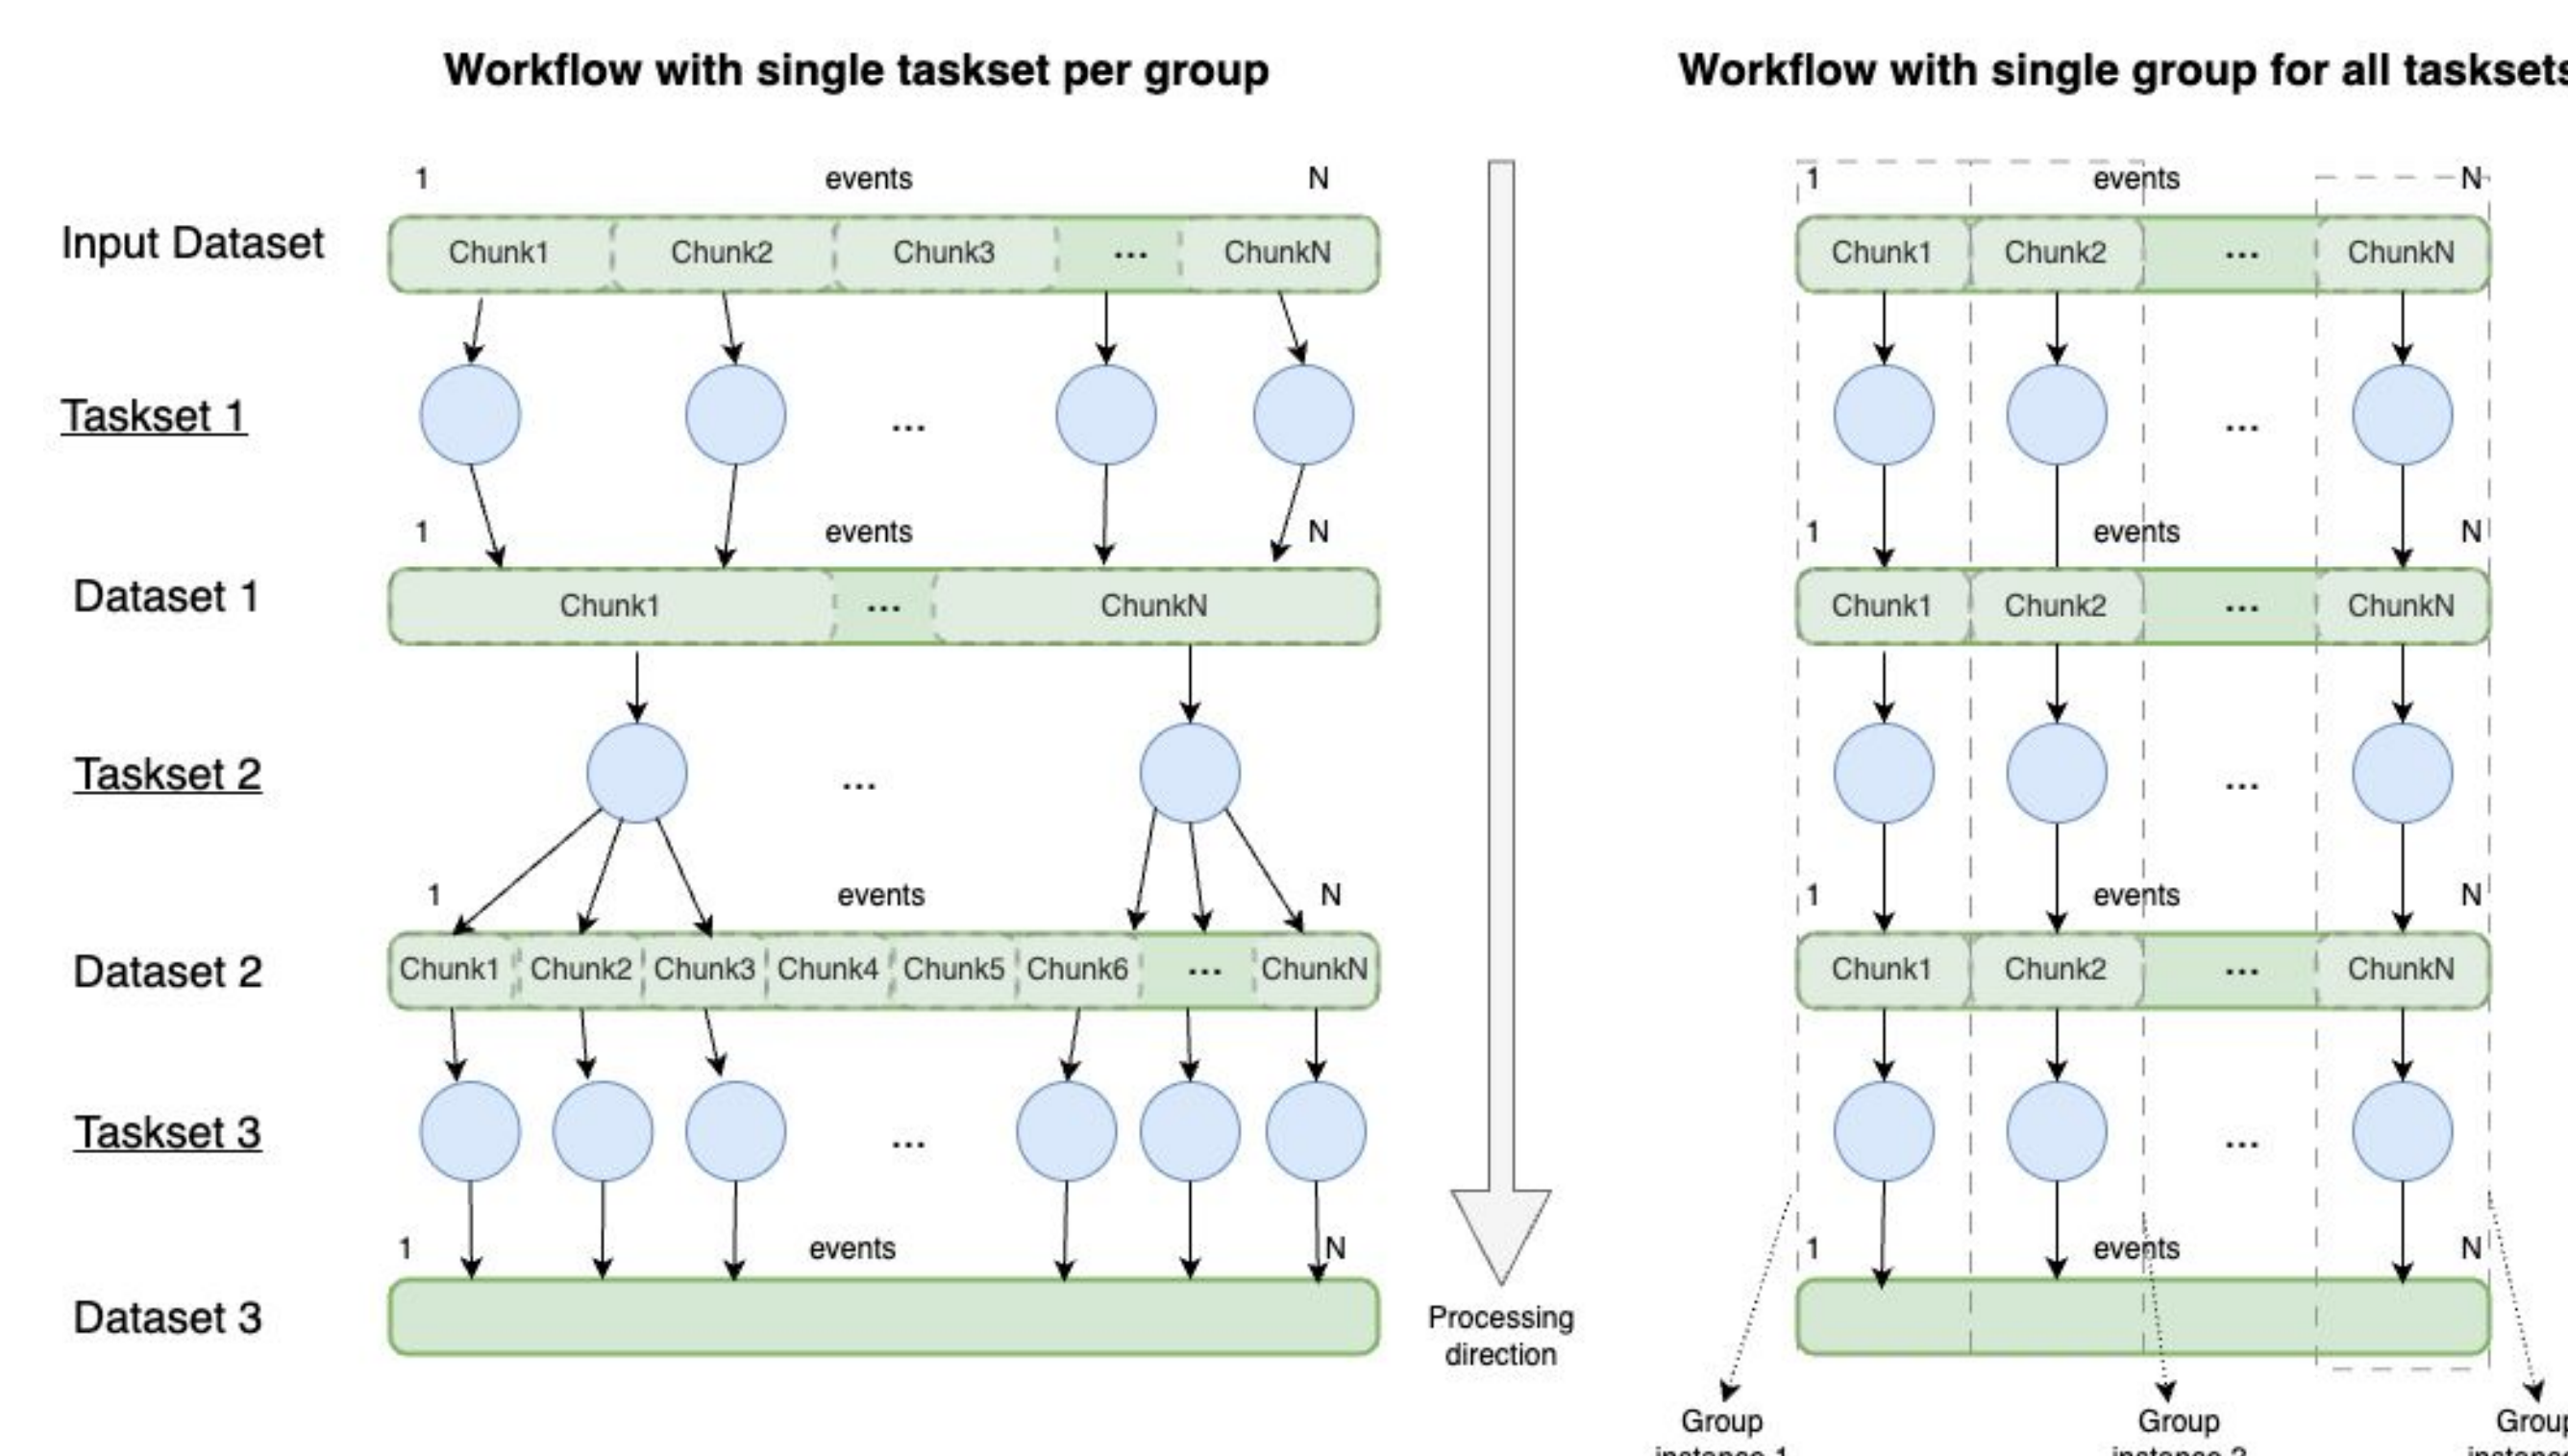 Workflow with single taskset per group
Workflow with single group for all tasksets
1 events N
1 events N
Input Dataset
Chunk1 Chunk2 Chunk3 ... ChunkN
Chunk1 Chunk2 ... ChunkN
Taskset 1
...
...
1 events N
1 events N
Dataset 1
Chunk1 ... ChunkN
Chunk1 Chunk2 ... ChunkN
Taskset 2
...
...
1 events N
1 events N
Dataset 2
Chunk1 Chunk2 Chunk3 Chunk4 Chunk5 Chunk6 ... ChunkN
Chunk1 Chunk2 ... ChunkN
Taskset 3
...
...
1 events N
1 events N
Dataset 3
Processing
direction
Group
instance 1
Group
Group